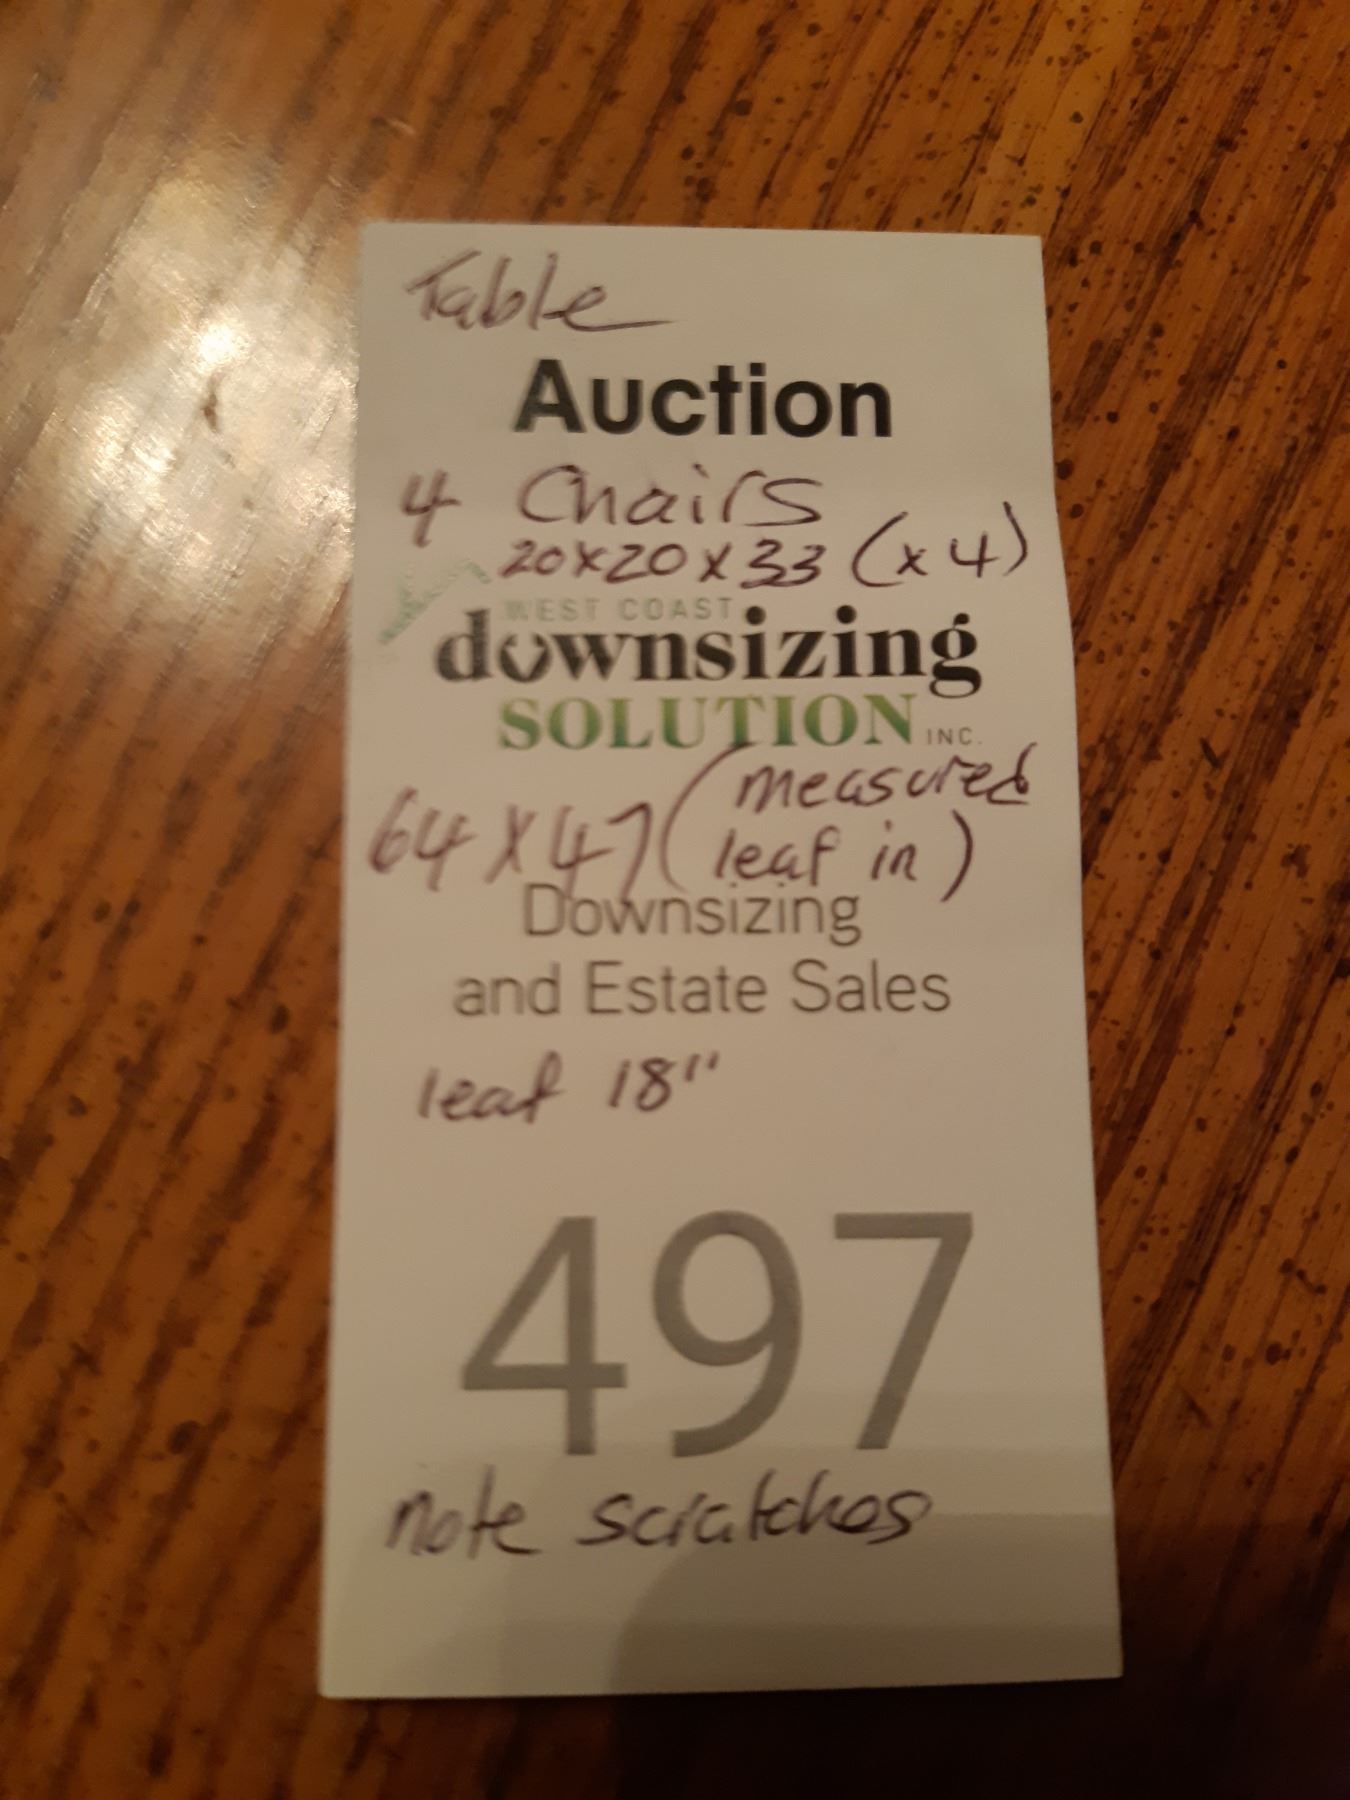 Table
Auction
4 Chairs
20x20x33 (x4)
WEST COAST
downsizing
SOLUTION INC.
64 x 47 (measured
leaf in)
Downsizing
and Estate Sales
leaf 18"
497
note scratches